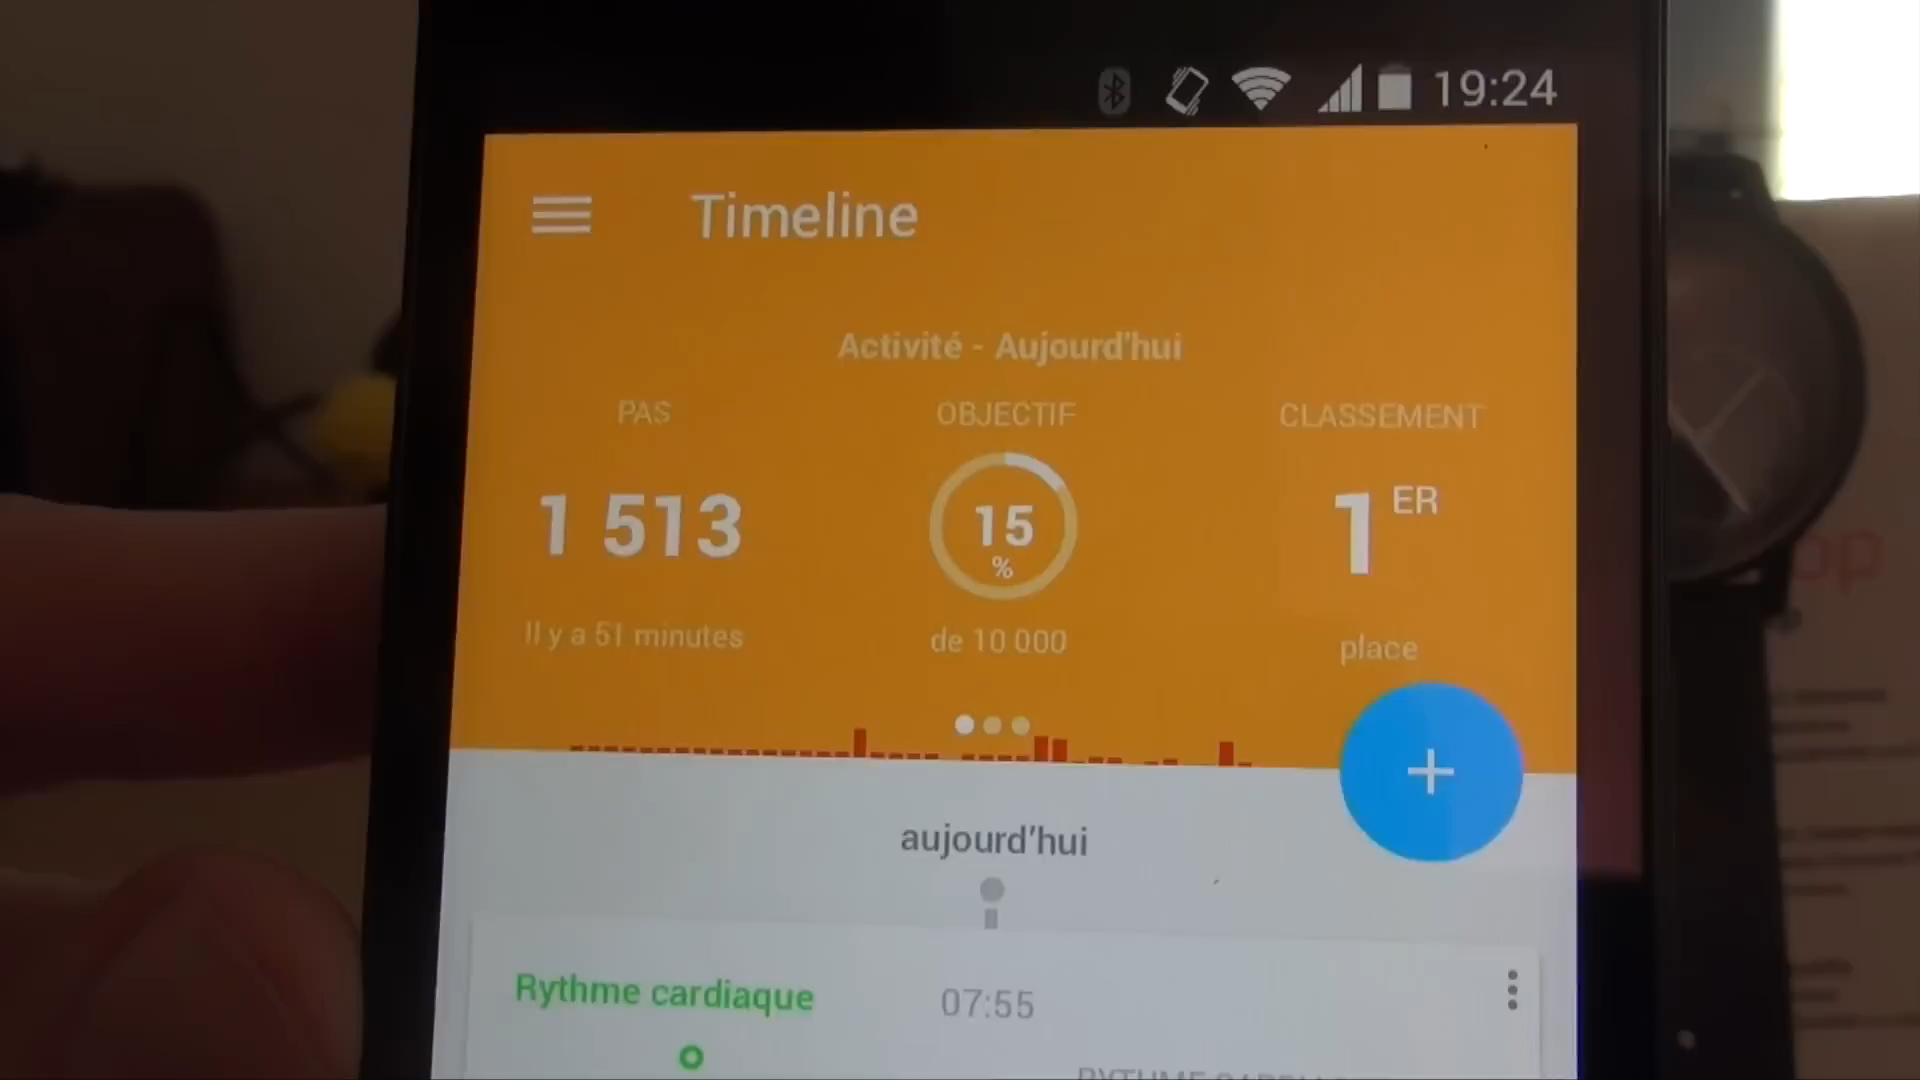 19:24
Timeline
Activité - Aujourd'hui
PAS
OBJECTIF
CLASSEMENT
1 513
15
%
1 ER
Il y a 51 minutes
de 10 000
place
+
aujourd'hui
Rythme cardiaque
07:55
op